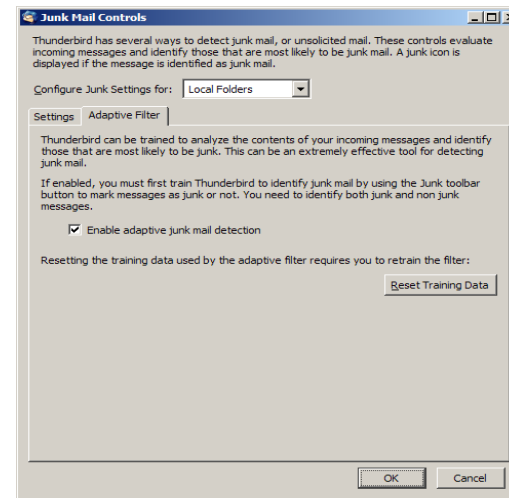 Junk Mail Controls
Thunderbird has several ways to detect junk mail, or unsolicited mail. These controls evaluate
incoming messages and identify those that are most likely to be junk mail. A junk icon is
displayed if the message is identified as junk mail.
Configure Junk Settings for: Local Folders
Settings Adaptive Filter
Thunderbird can be trained to analyze the contents of your incoming messages and identify
those that are most likely to be junk. This can be an extremely effective tool for detecting
junk mail.
If enabled, you must first train Thunderbird to identify junk mail by using the Junk toolbar
button to mark messages as junk or not. You need to identify both junk and non junk
messages.
Enable adaptive junk mail detection
Resetting the training data used by the adaptive filter requires you to retrain the filter:
Reset Training Data
OK Cancel